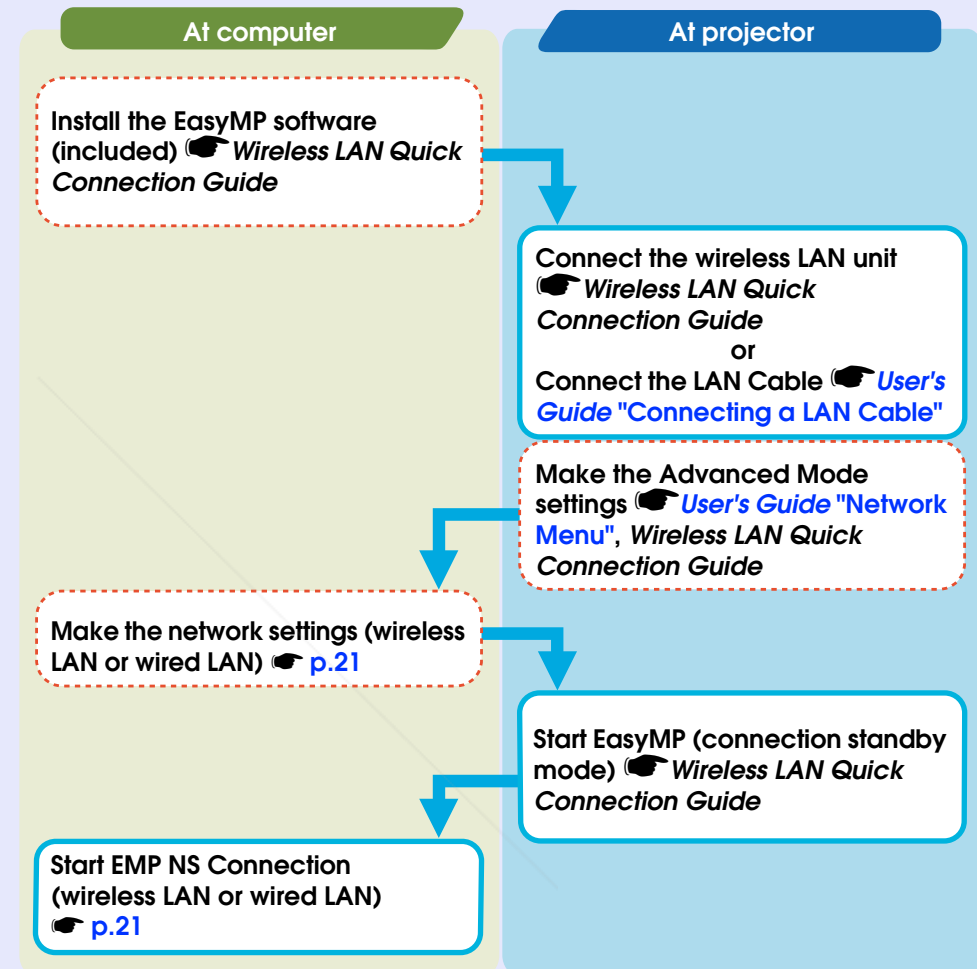 At computer
At projector
Install the EasyMP software
(included) ☛ Wireless LAN Quick
Connection Guide
Connect the wireless LAN unit
☛ Wireless LAN Quick
Connection Guide
or
Connect the LAN Cable ☛ User's
Guide "Connecting a LAN Cable"
Make the Advanced Mode
settings ☛ User's Guide "Network
Menu", Wireless LAN Quick
Connection Guide
Make the network settings (wireless
LAN or wired LAN) ☛ p.21
Start EasyMP (connection standby
mode) ☛ Wireless LAN Quick
Connection Guide
Start EMP NS Connection
(wireless LAN or wired LAN)
☛ p.21